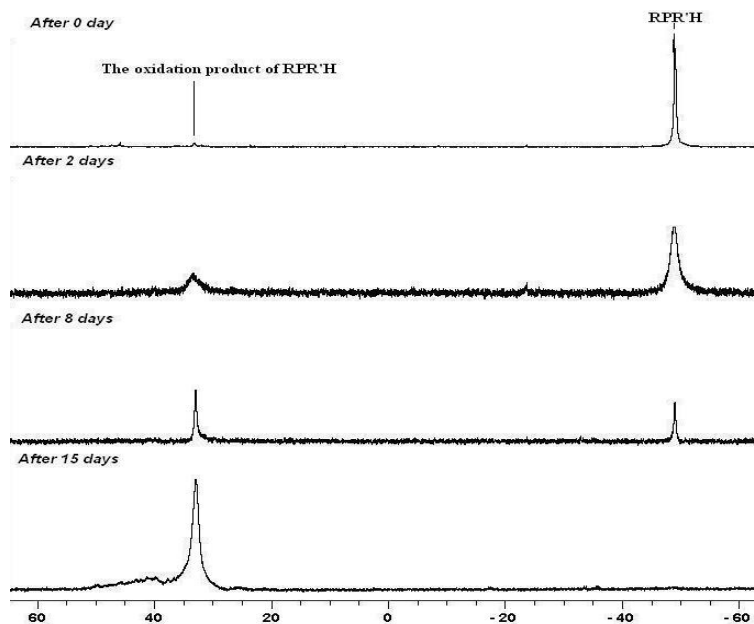 After 0 day
RPR'H
The oxidation product of RPR'H
After 2 days
After 8 days
After 15 days
60 40 20 0 - 20 - 40 - 60